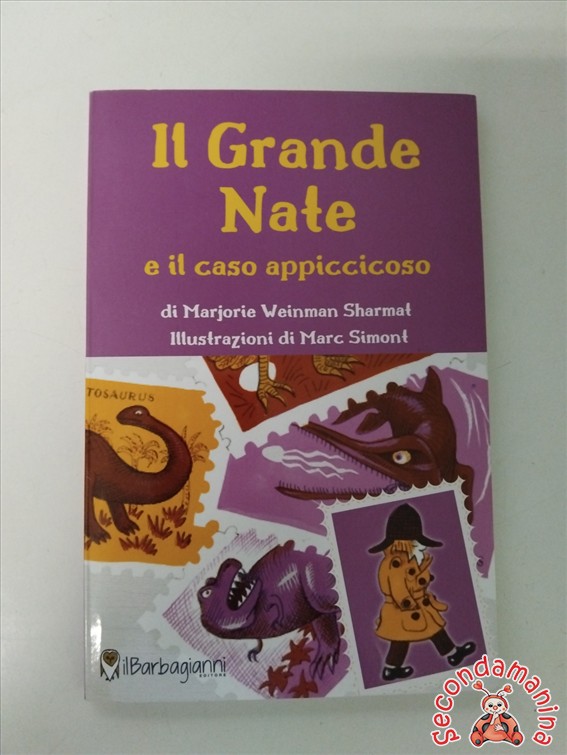 Il Grande
Nate
e il caso appiccicoso
di Marjorie Weinman Sharmat
Illustrazioni di Marc Simont
TOSAURUS
ilBarbagianni
EDITORE
Secondamanina